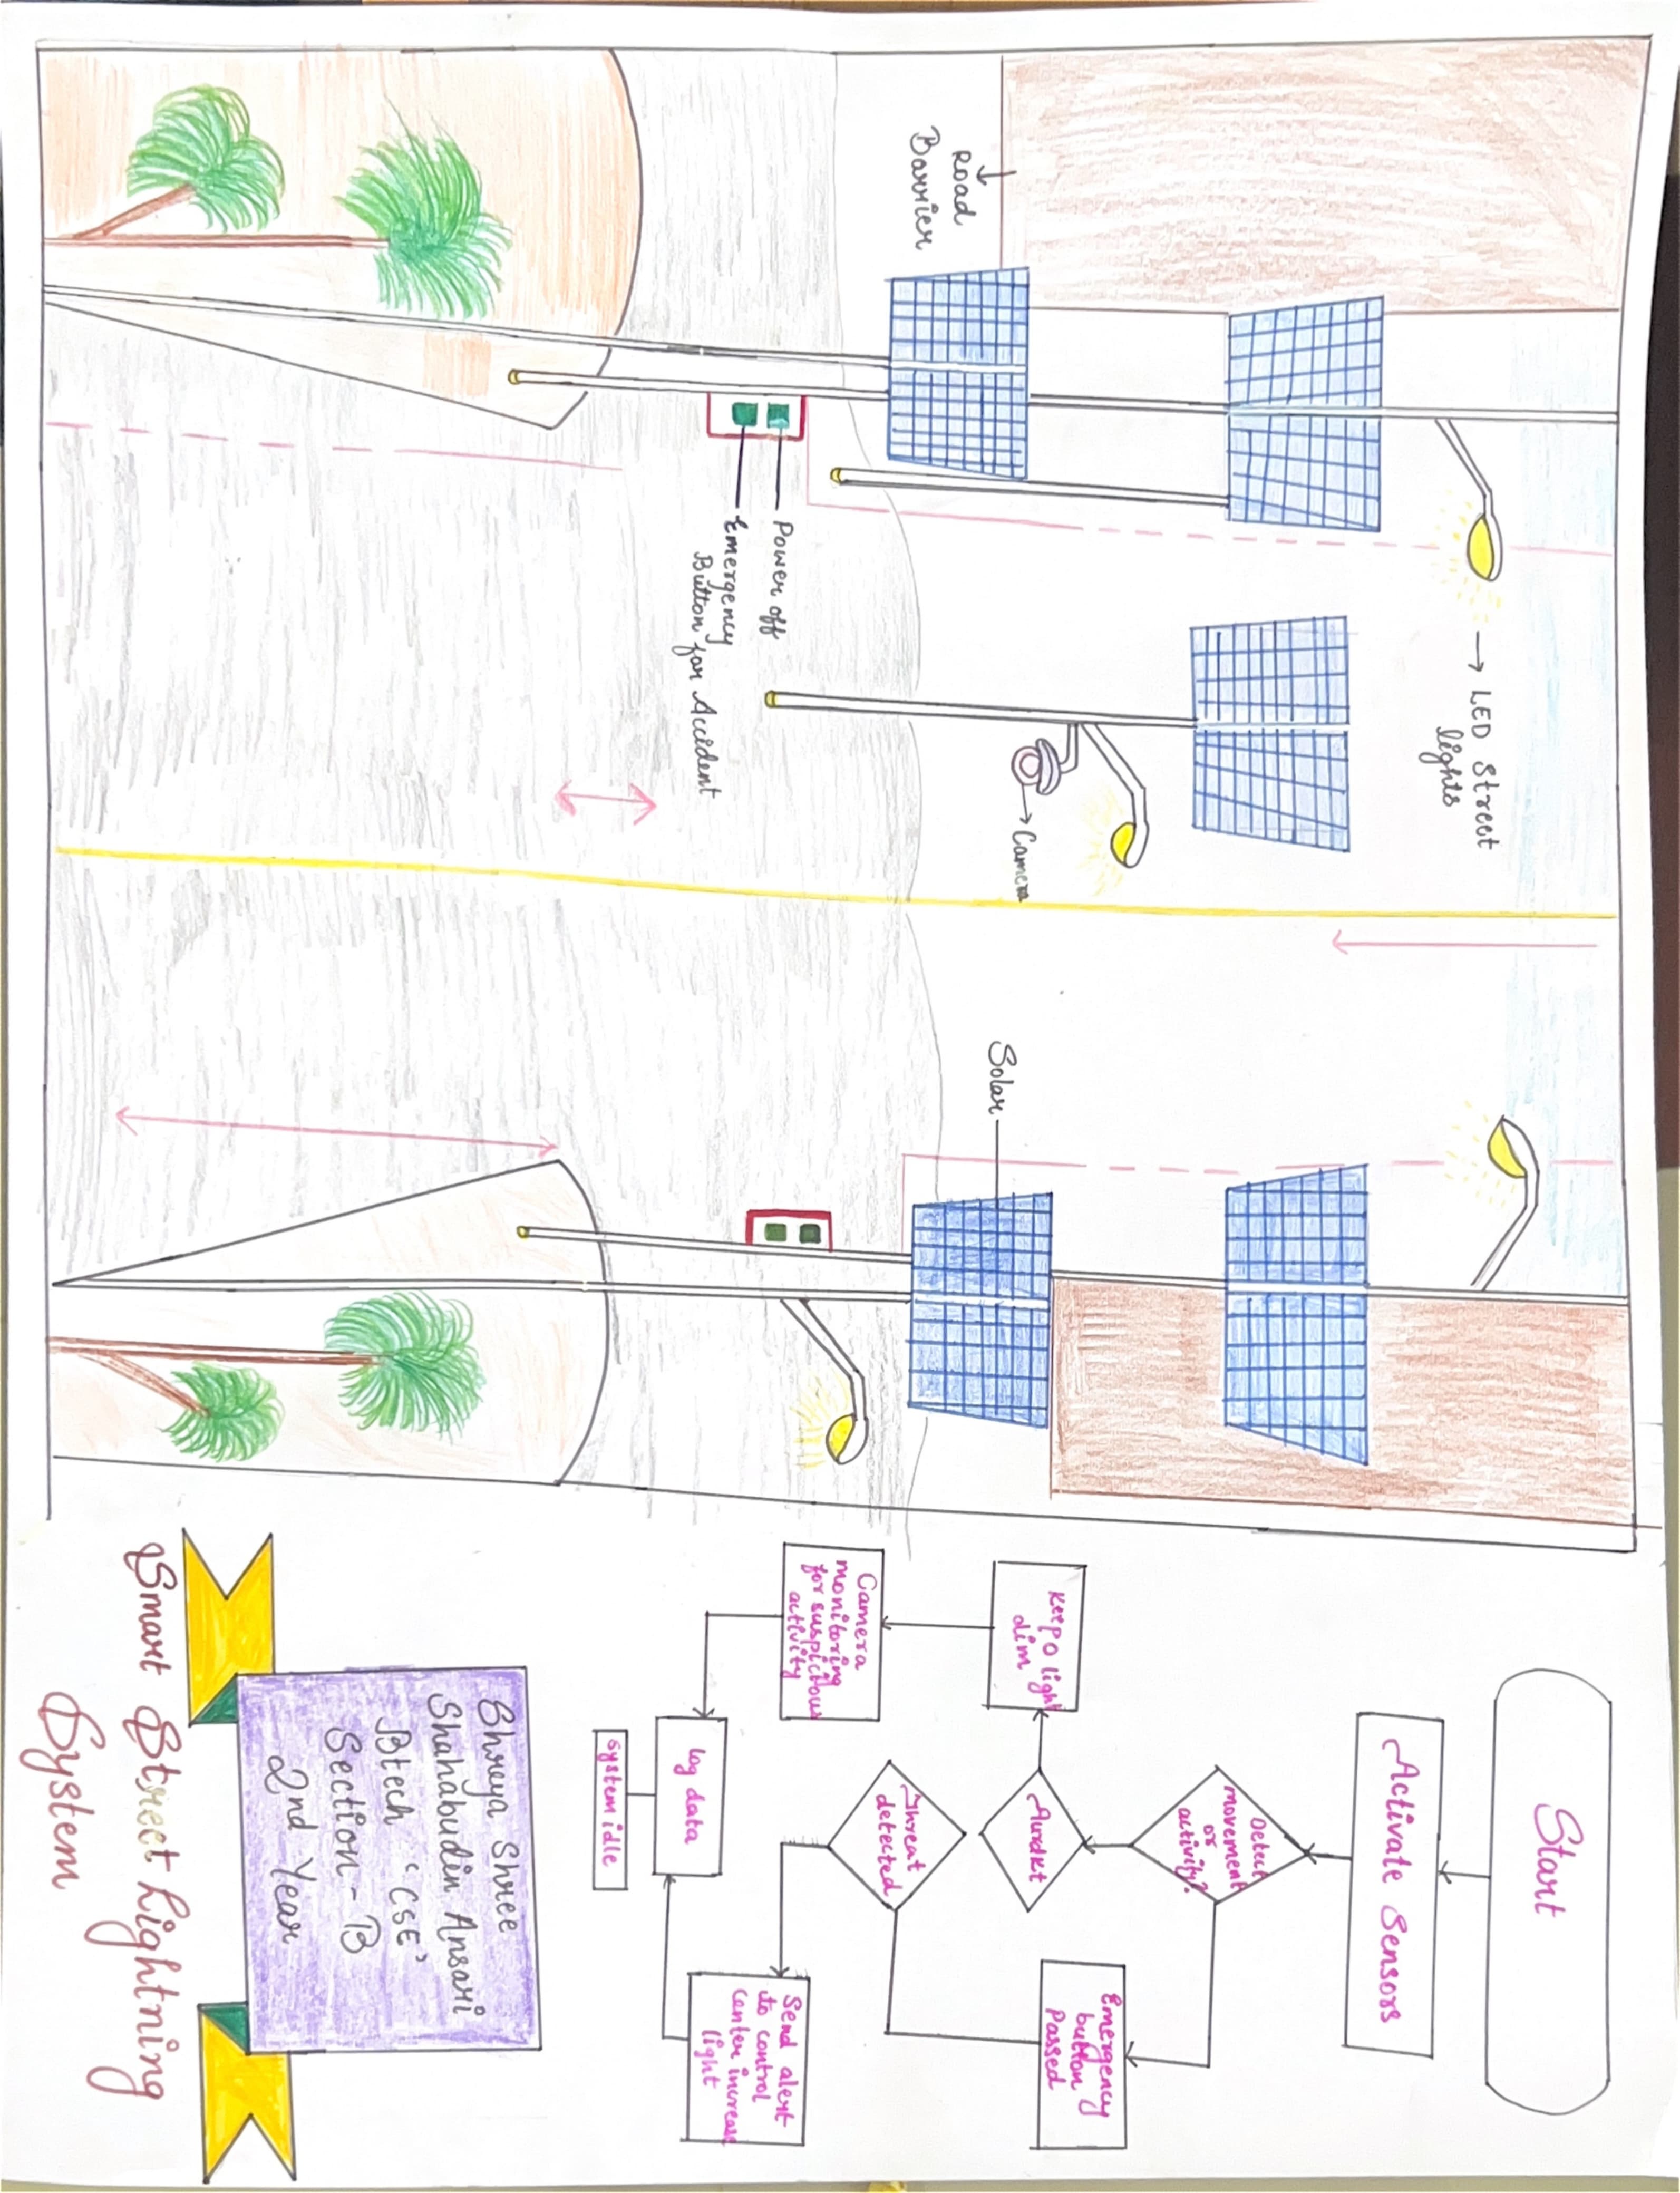 Road
Barrier
→ LED Street
lights
→ Camera
Power off
Emergency
Button for Accident
Solar
Start
Activate Sensors
Detect
movement
or
activity?
Emergency
button
Passed
Keep
light
dim
Threat
detected
Camera
monitoring
for suspicious
activity
Send alert
to control
center increase
light
log data
system idle
Shreya Shree
Shahabudin Ansari
Btech 'CSE'
Section - B
2nd Year
Smart Street Lightning
System